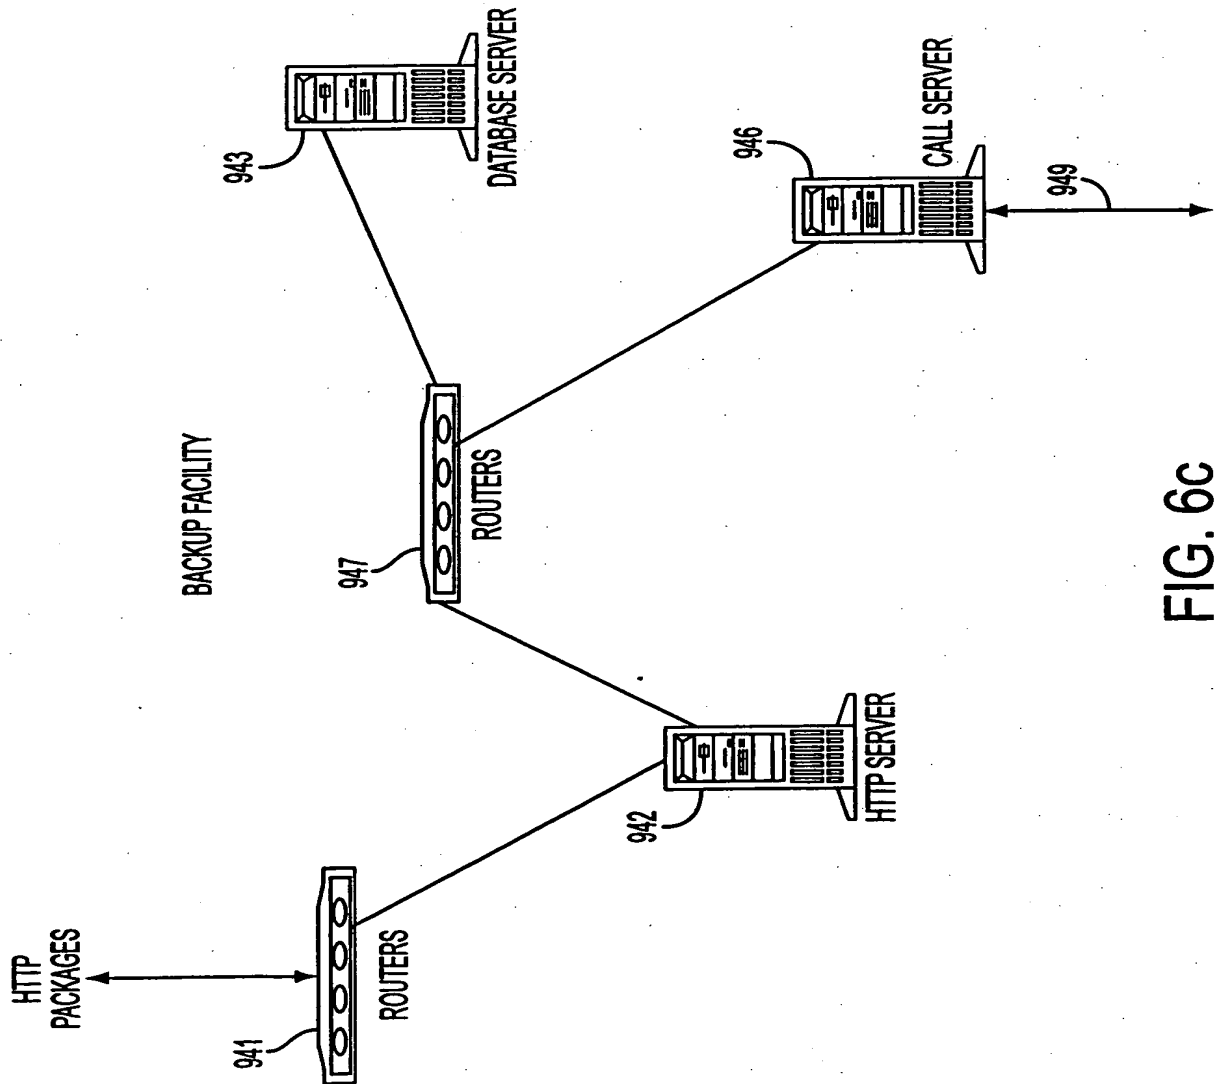 BACKUP FACILITY
HTTP
PACKAGES
941
ROUTERS
942
HTTP SERVER
947
ROUTERS
943
DATABASE SERVER
946
CALL SERVER
949
FIG. 6c